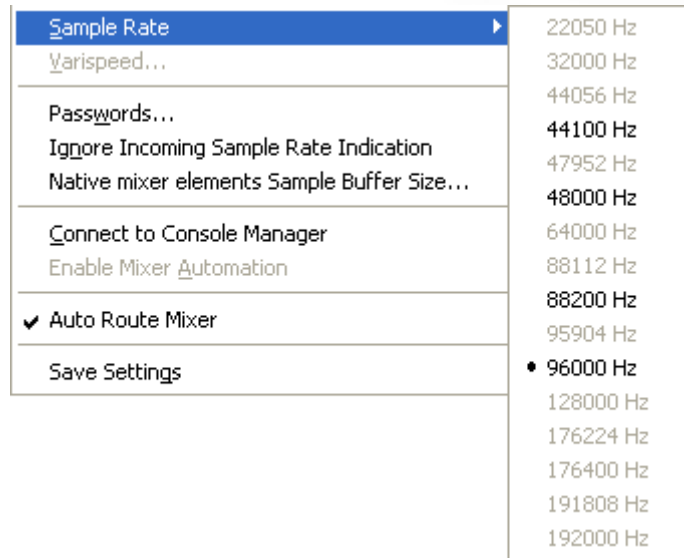 Sample Rate
Varispeed...
Passwords...
Ignore Incoming Sample Rate Indication
Native mixer elements Sample Buffer Size...
Connect to Console Manager
Enable Mixer Automation
Auto Route Mixer
Save Settings
22050 Hz
32000 Hz
44056 Hz
44100 Hz
47952 Hz
48000 Hz
64000 Hz
88112 Hz
88200 Hz
95904 Hz
96000 Hz
128000 Hz
176224 Hz
176400 Hz
191808 Hz
192000 Hz